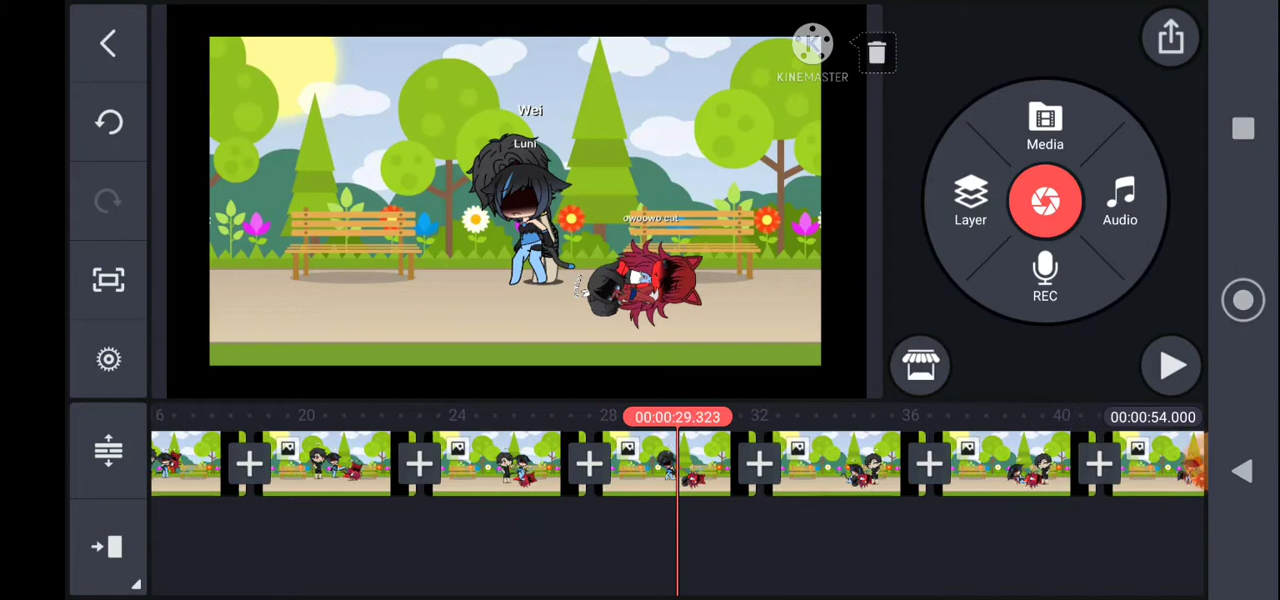 KINEMASTER
Wei
Luni
owoowo cat
Media
Layer
Audio
REC
6
20
24
28
00:00:29.323
32
36
40
00:00:54.000